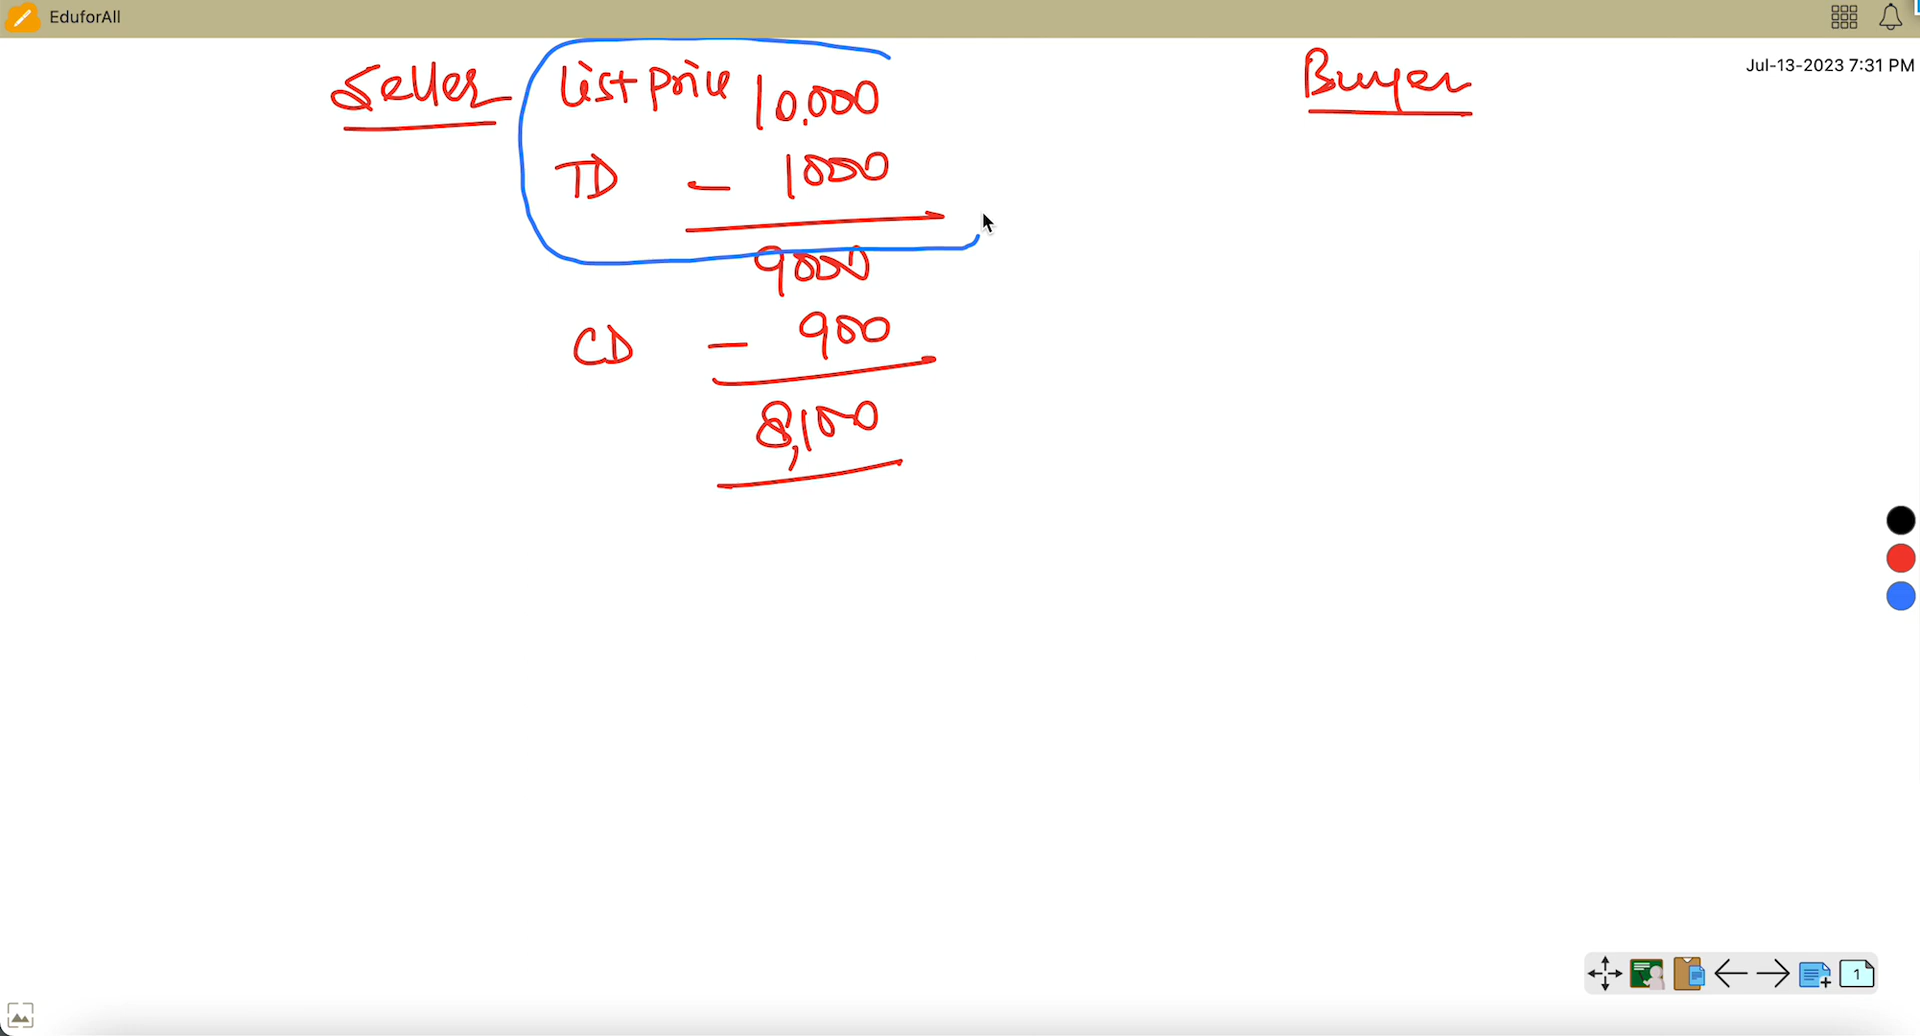 EduforAll
Jul-13-2023 7:31 PM
Seller
Buyer
List price 10,000
TD - 1000
9000
CD - 900
8,100
1